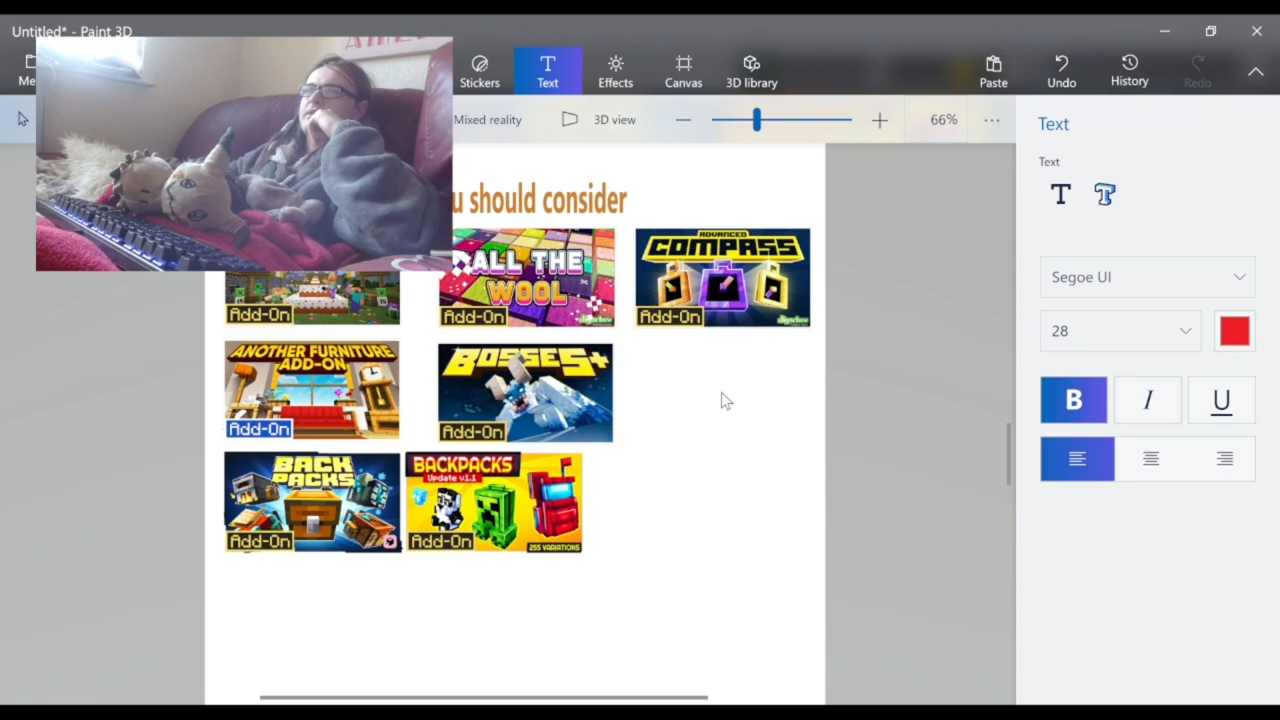 Untitled* - Paint 3D
Me
Stickers
Text
Effects
Canvas
3D library
Paste
Undo
History
Redo
Mixed reality
3D view
66%
Text
Text
Segoe UI
28
B
I
U
u should consider
Add-On
ALL THE
WOOL
Add-On
ADVANCED
COMPASS
Add-On
ANOTHER FURNITURE
ADD-ON
Add-On
BOSSES+
Add-On
BACK
PACKS
Add-On
BACKPACKS
Update v1.1
Add-On
255 VARIATIONS